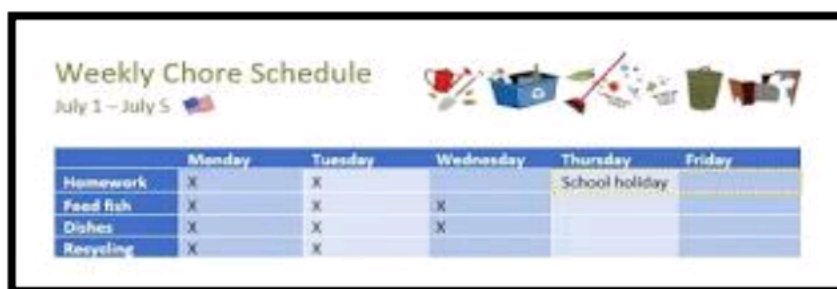 Weekly Chore Schedule
July 1 – July 5
Monday Tuesday Wednesday Thursday Friday
Homework X X School holiday
Feed fish X X X
Dishes X X X
Recycling X X